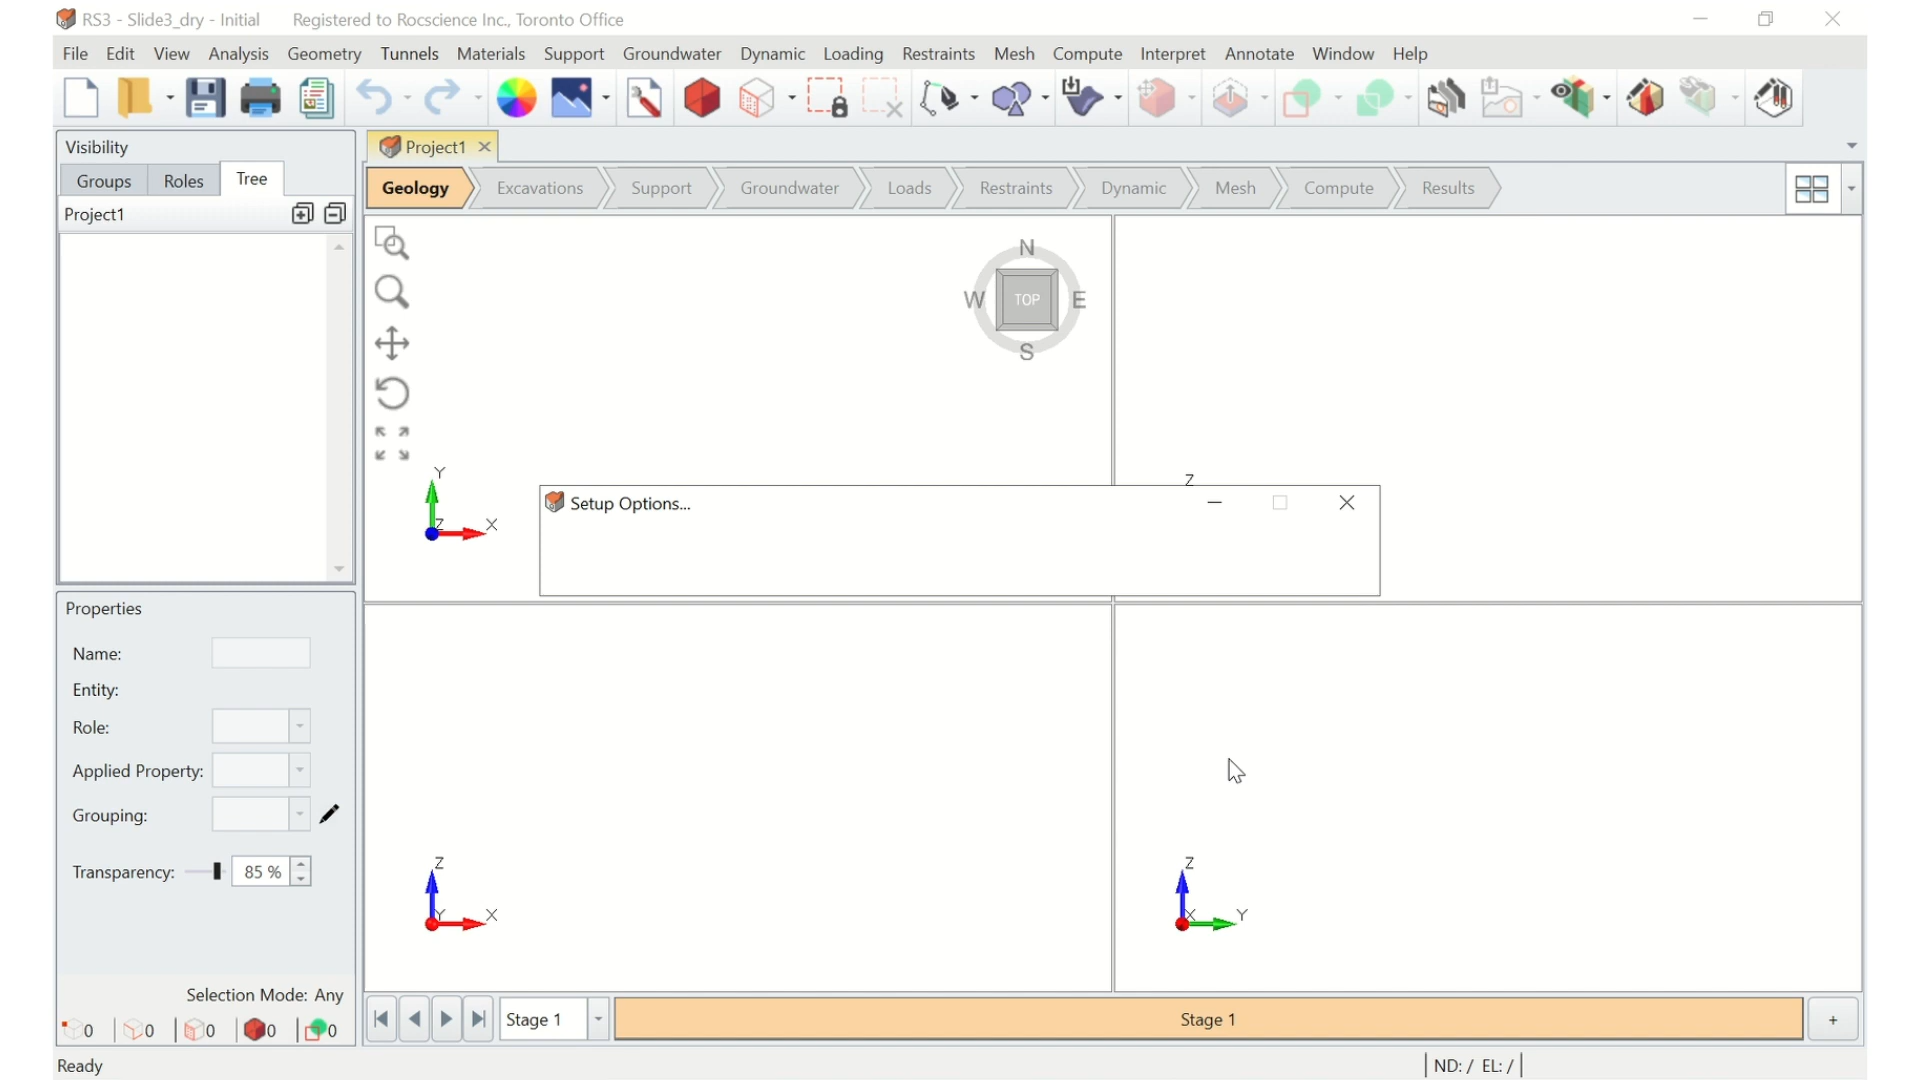 RS3 - Slide3_dry - Initial Registered to Rocscience Inc., Toronto Office
File Edit View Analysis Geometry Tunnels Materials Support Groundwater Dynamic Loading Restraints Mesh Compute Interpret Annotate Window Help
Visibility
Groups Roles Tree
Project1
Project1
Geology Excavations Support Groundwater Loads Restraints Dynamic Mesh Compute Results
N
W TOP E
S
Y
Z X
Z
Setup Options...
Properties
Name:
Entity:
Role:
Applied Property:
Grouping:
Transparency: 85 %
Z
Y X
Z
X Y
Selection Mode: Any
0 0 0 0 0
Stage 1 Stage 1 +
Ready ND: / EL: /